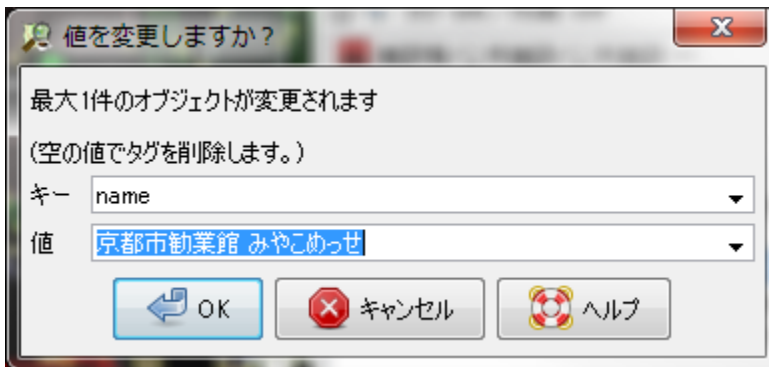 値を変更しますか？
最大1件のオブジェクトが変更されます
(空の値でタグを削除します。)
キー name
値 京都市勧業館 みやこめっせ
OK キャンセル ヘルプ